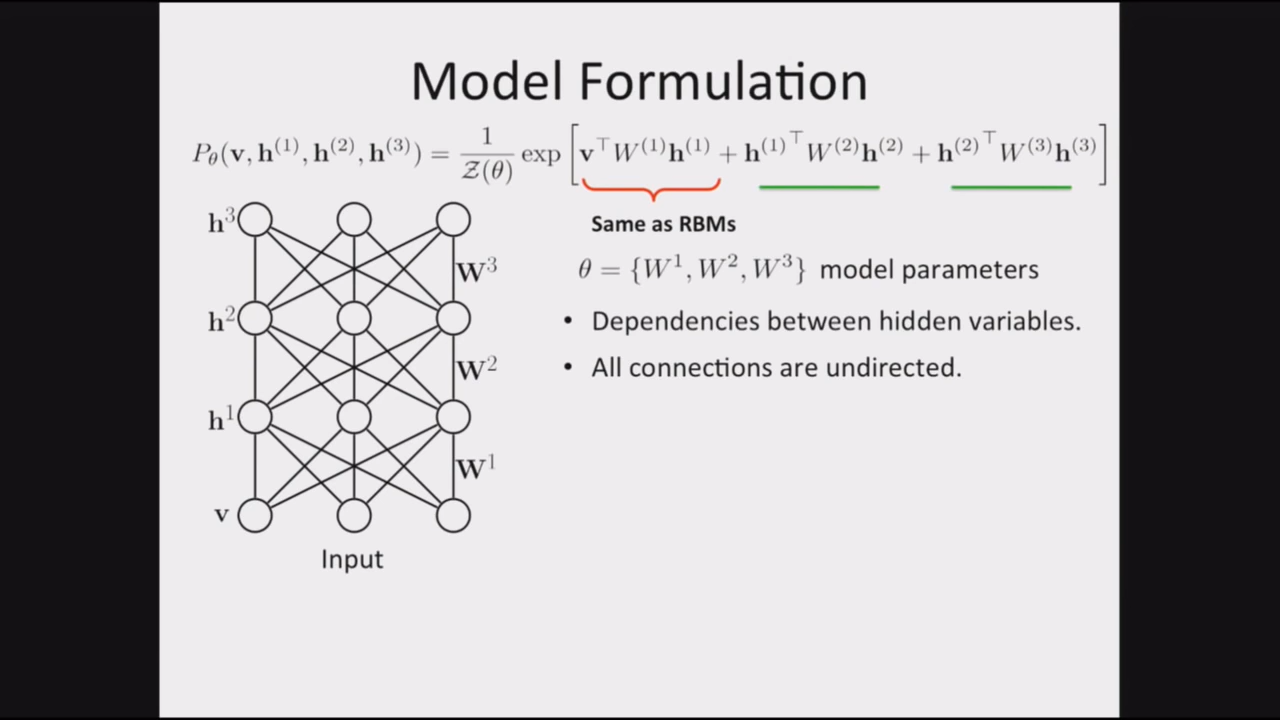 Model Formulation
P_θ(v, h^(1), h^(2), h^(3)) = 1/Z(θ) exp [v^⊤ W^(1) h^(1) + h^(1)^⊤ W^(2) h^(2) + h^(2)^⊤ W^(3) h^(3)]
Same as RBMs
θ = {W^1, W^2, W^3} model parameters
• Dependencies between hidden variables.
• All connections are undirected.
h^3
W^3
h^2
W^2
h^1
W^1
v
Input